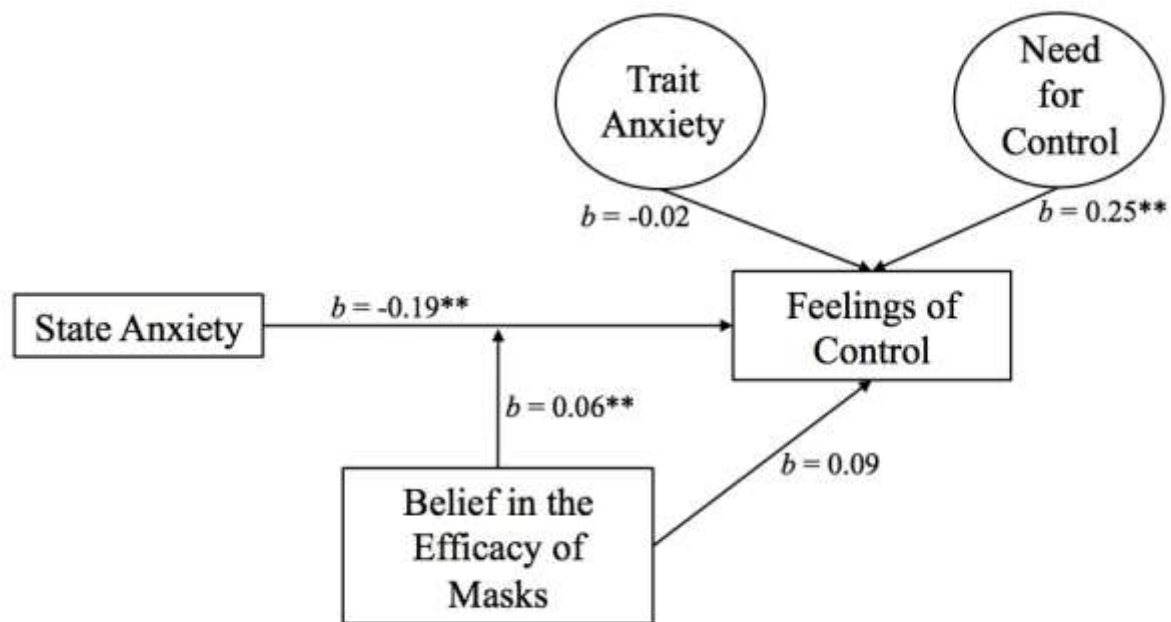 Trait
Anxiety
Need
for
Control
b = -0.02
b = 0.25**
State Anxiety
b = -0.19**
Feelings of
Control
b = 0.06**
b = 0.09
Belief in the
Efficacy of
Masks